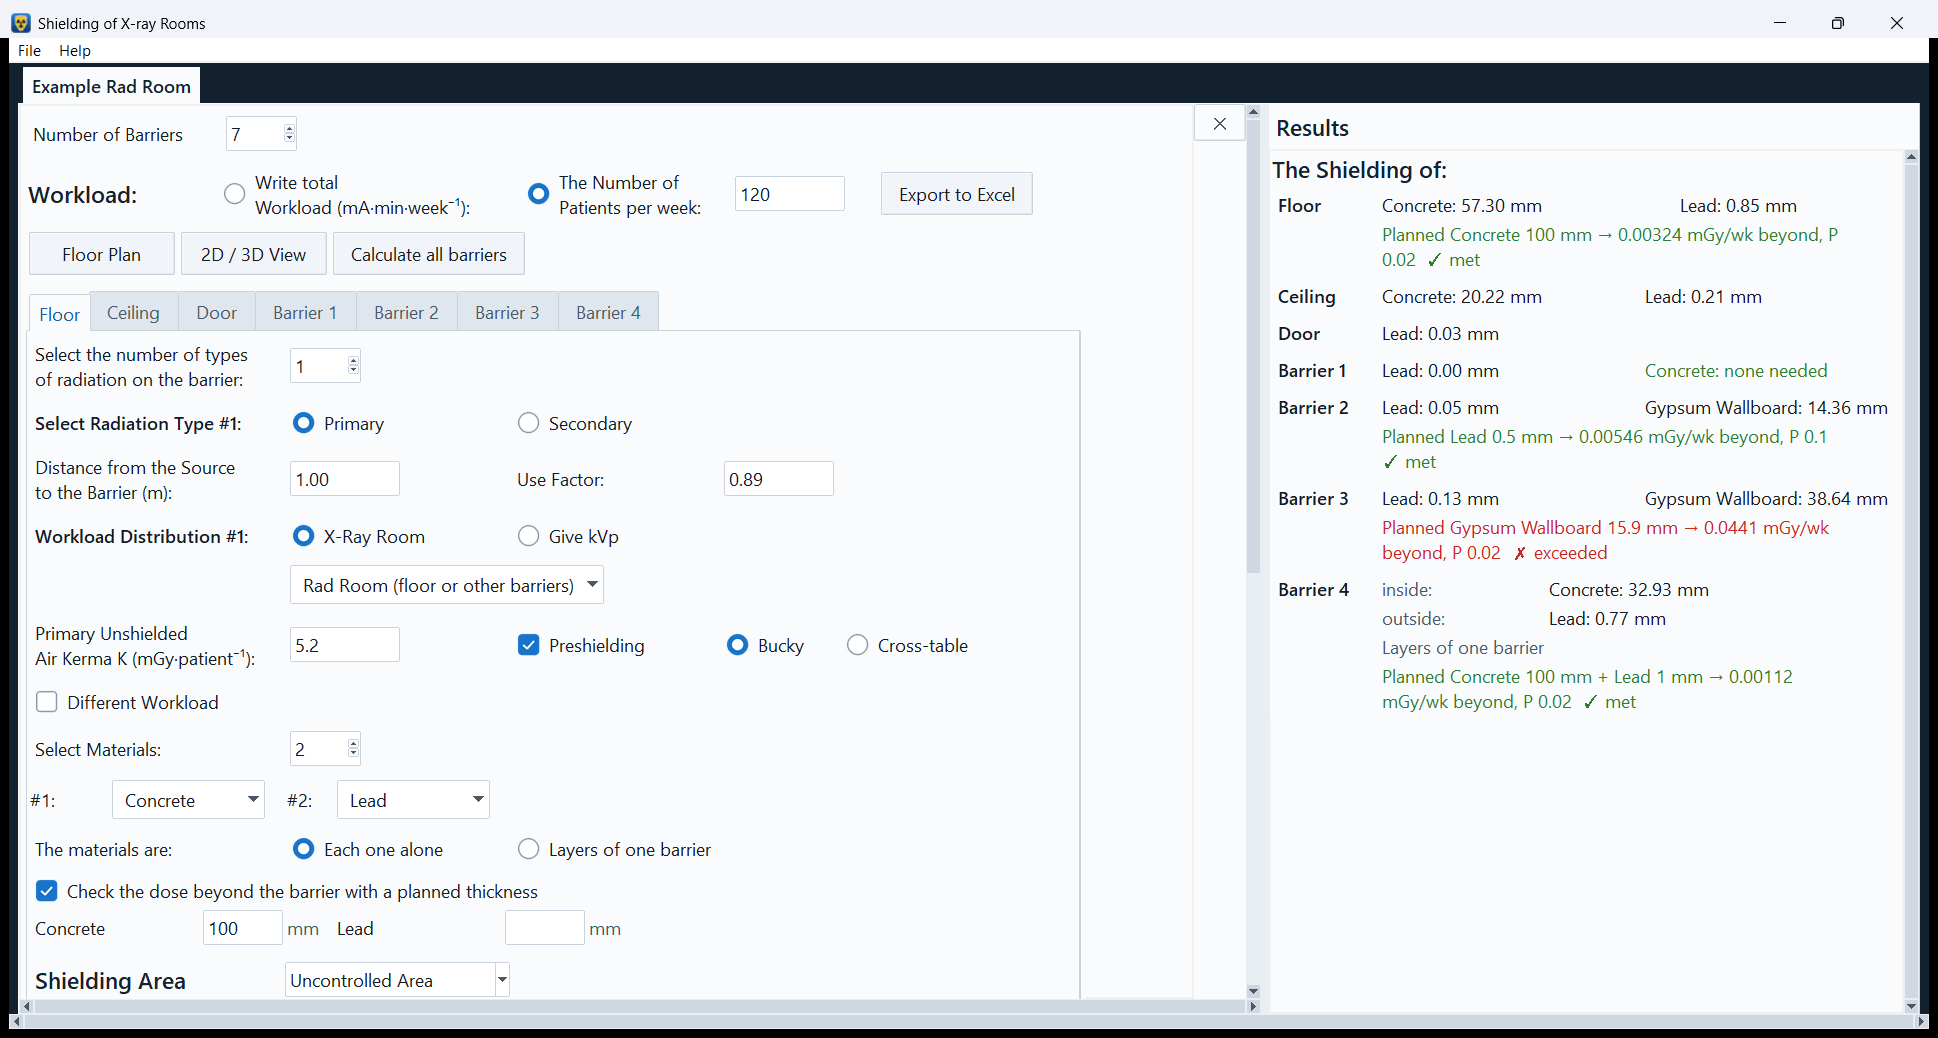 Shielding of X-ray Rooms
File Help
Example Rad Room
Number of Barriers 7
Workload: Write total Workload (mA·min·week⁻¹): The Number of Patients per week: 120 Export to Excel
Floor Plan 2D / 3D View Calculate all barriers
Floor Ceiling Door Barrier 1 Barrier 2 Barrier 3 Barrier 4
Select the number of types
of radiation on the barrier: 1
Select Radiation Type #1: Primary Secondary
Distance from the Source
to the Barrier (m): 1.00 Use Factor: 0.89
Workload Distribution #1: X-Ray Room Give kVp
Rad Room (floor or other barriers)
Primary Unshielded
Air Kerma K (mGy·patient⁻¹): 5.2 Preshielding Bucky Cross-table
Different Workload
Select Materials: 2
#1: Concrete #2: Lead
The materials are: Each one alone Layers of one barrier
Check the dose beyond the barrier with a planned thickness
Concrete 100 mm Lead mm
Shielding Area Uncontrolled Area
Results
The Shielding of:
Floor Concrete: 57.30 mm Lead: 0.85 mm
Planned Concrete 100 mm → 0.00324 mGy/wk beyond, P
0.02 ✓ met
Ceiling Concrete: 20.22 mm Lead: 0.21 mm
Door Lead: 0.03 mm
Barrier 1 Lead: 0.00 mm Concrete: none needed
Barrier 2 Lead: 0.05 mm Gypsum Wallboard: 14.36 mm
Planned Lead 0.5 mm → 0.00546 mGy/wk beyond, P 0.1
✓ met
Barrier 3 Lead: 0.13 mm Gypsum Wallboard: 38.64 mm
Planned Gypsum Wallboard 15.9 mm → 0.0441 mGy/wk
beyond, P 0.02 ✗ exceeded
Barrier 4 inside: Concrete: 32.93 mm
outside: Lead: 0.77 mm
Layers of one barrier
Planned Concrete 100 mm + Lead 1 mm → 0.00112
mGy/wk beyond, P 0.02 ✓ met